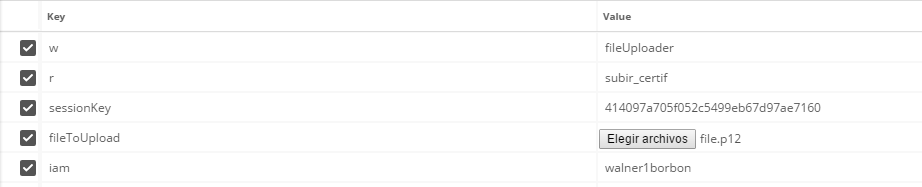 Key Value
w fileUploader
r subir_certif
sessionKey 414097a705f052c5499eb67d97ae7160
fileToUpload Elegir archivos file.p12
iam walner1borbon